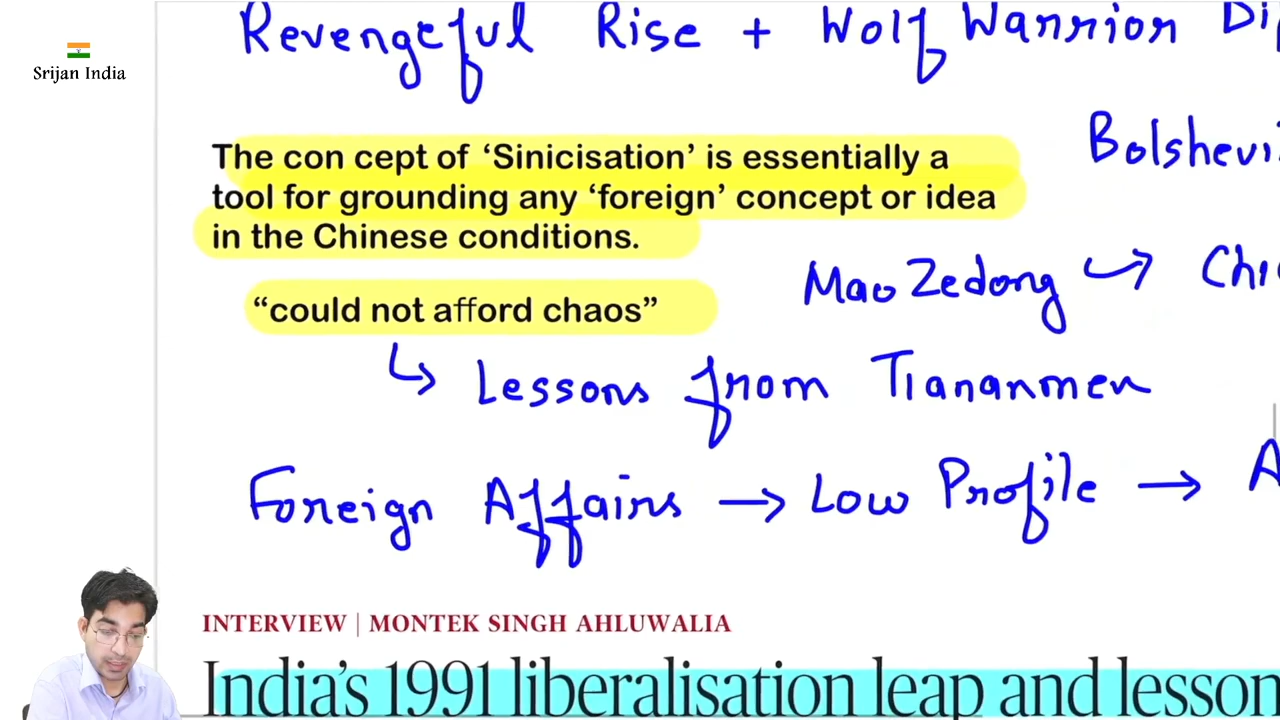 Revengeful Rise + Wolf Warrior
Srijan India
The con cept of ‘Sinicisation’ is essentially a
tool for grounding any ‘foreign’ concept or idea
in the Chinese conditions.
“could not afford chaos”
Mao Zedong
Lessons from Tiananmen
Foreign Affairs → Low Profile →
INTERVIEW | MONTEK SINGH AHLUWALIA
India’s 1991 liberalisation leap and lesson